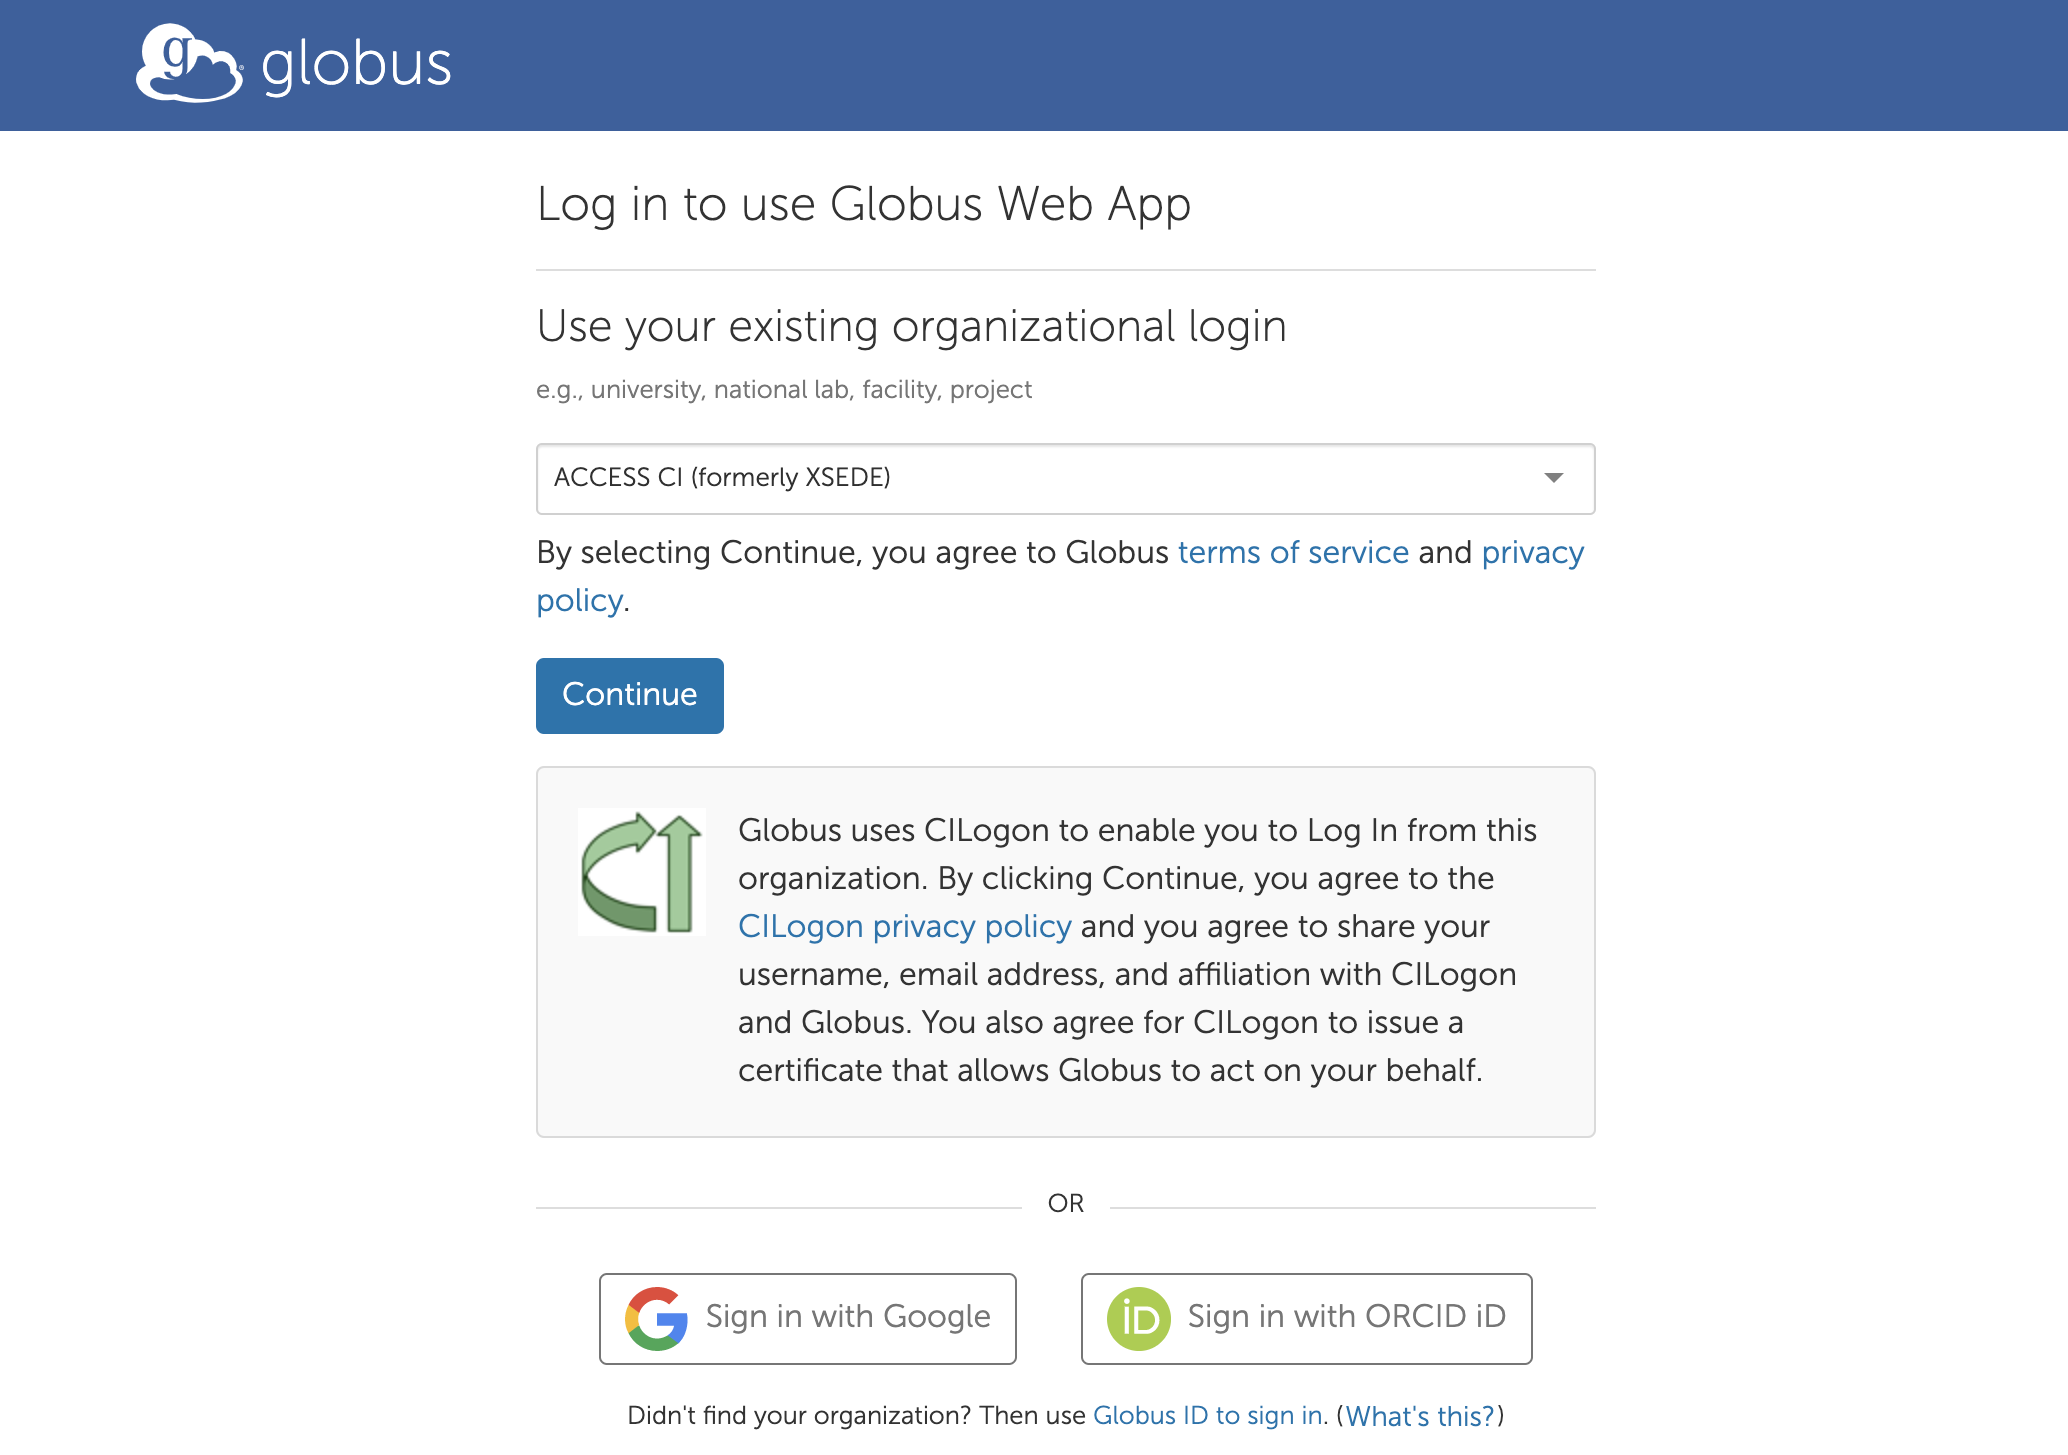 globus
Log in to use Globus Web App
Use your existing organizational login
e.g., university, national lab, facility, project
ACCESS CI (formerly XSEDE)
By selecting Continue, you agree to Globus terms of service and privacy
policy.
Continue
Globus uses CILogon to enable you to Log In from this
organization. By clicking Continue, you agree to the
CILogon privacy policy and you agree to share your
username, email address, and affiliation with CILogon
and Globus. You also agree for CILogon to issue a
certificate that allows Globus to act on your behalf.
OR
Sign in with Google
Sign in with ORCID iD
Didn't find your organization? Then use Globus ID to sign in. (What's this?)